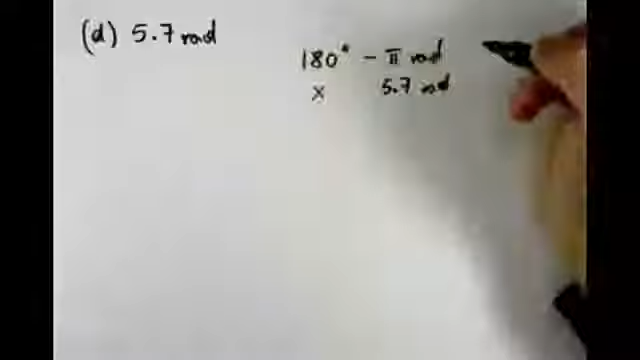 (d) 5.7 rad
180° - π rad
x 5.7 rad